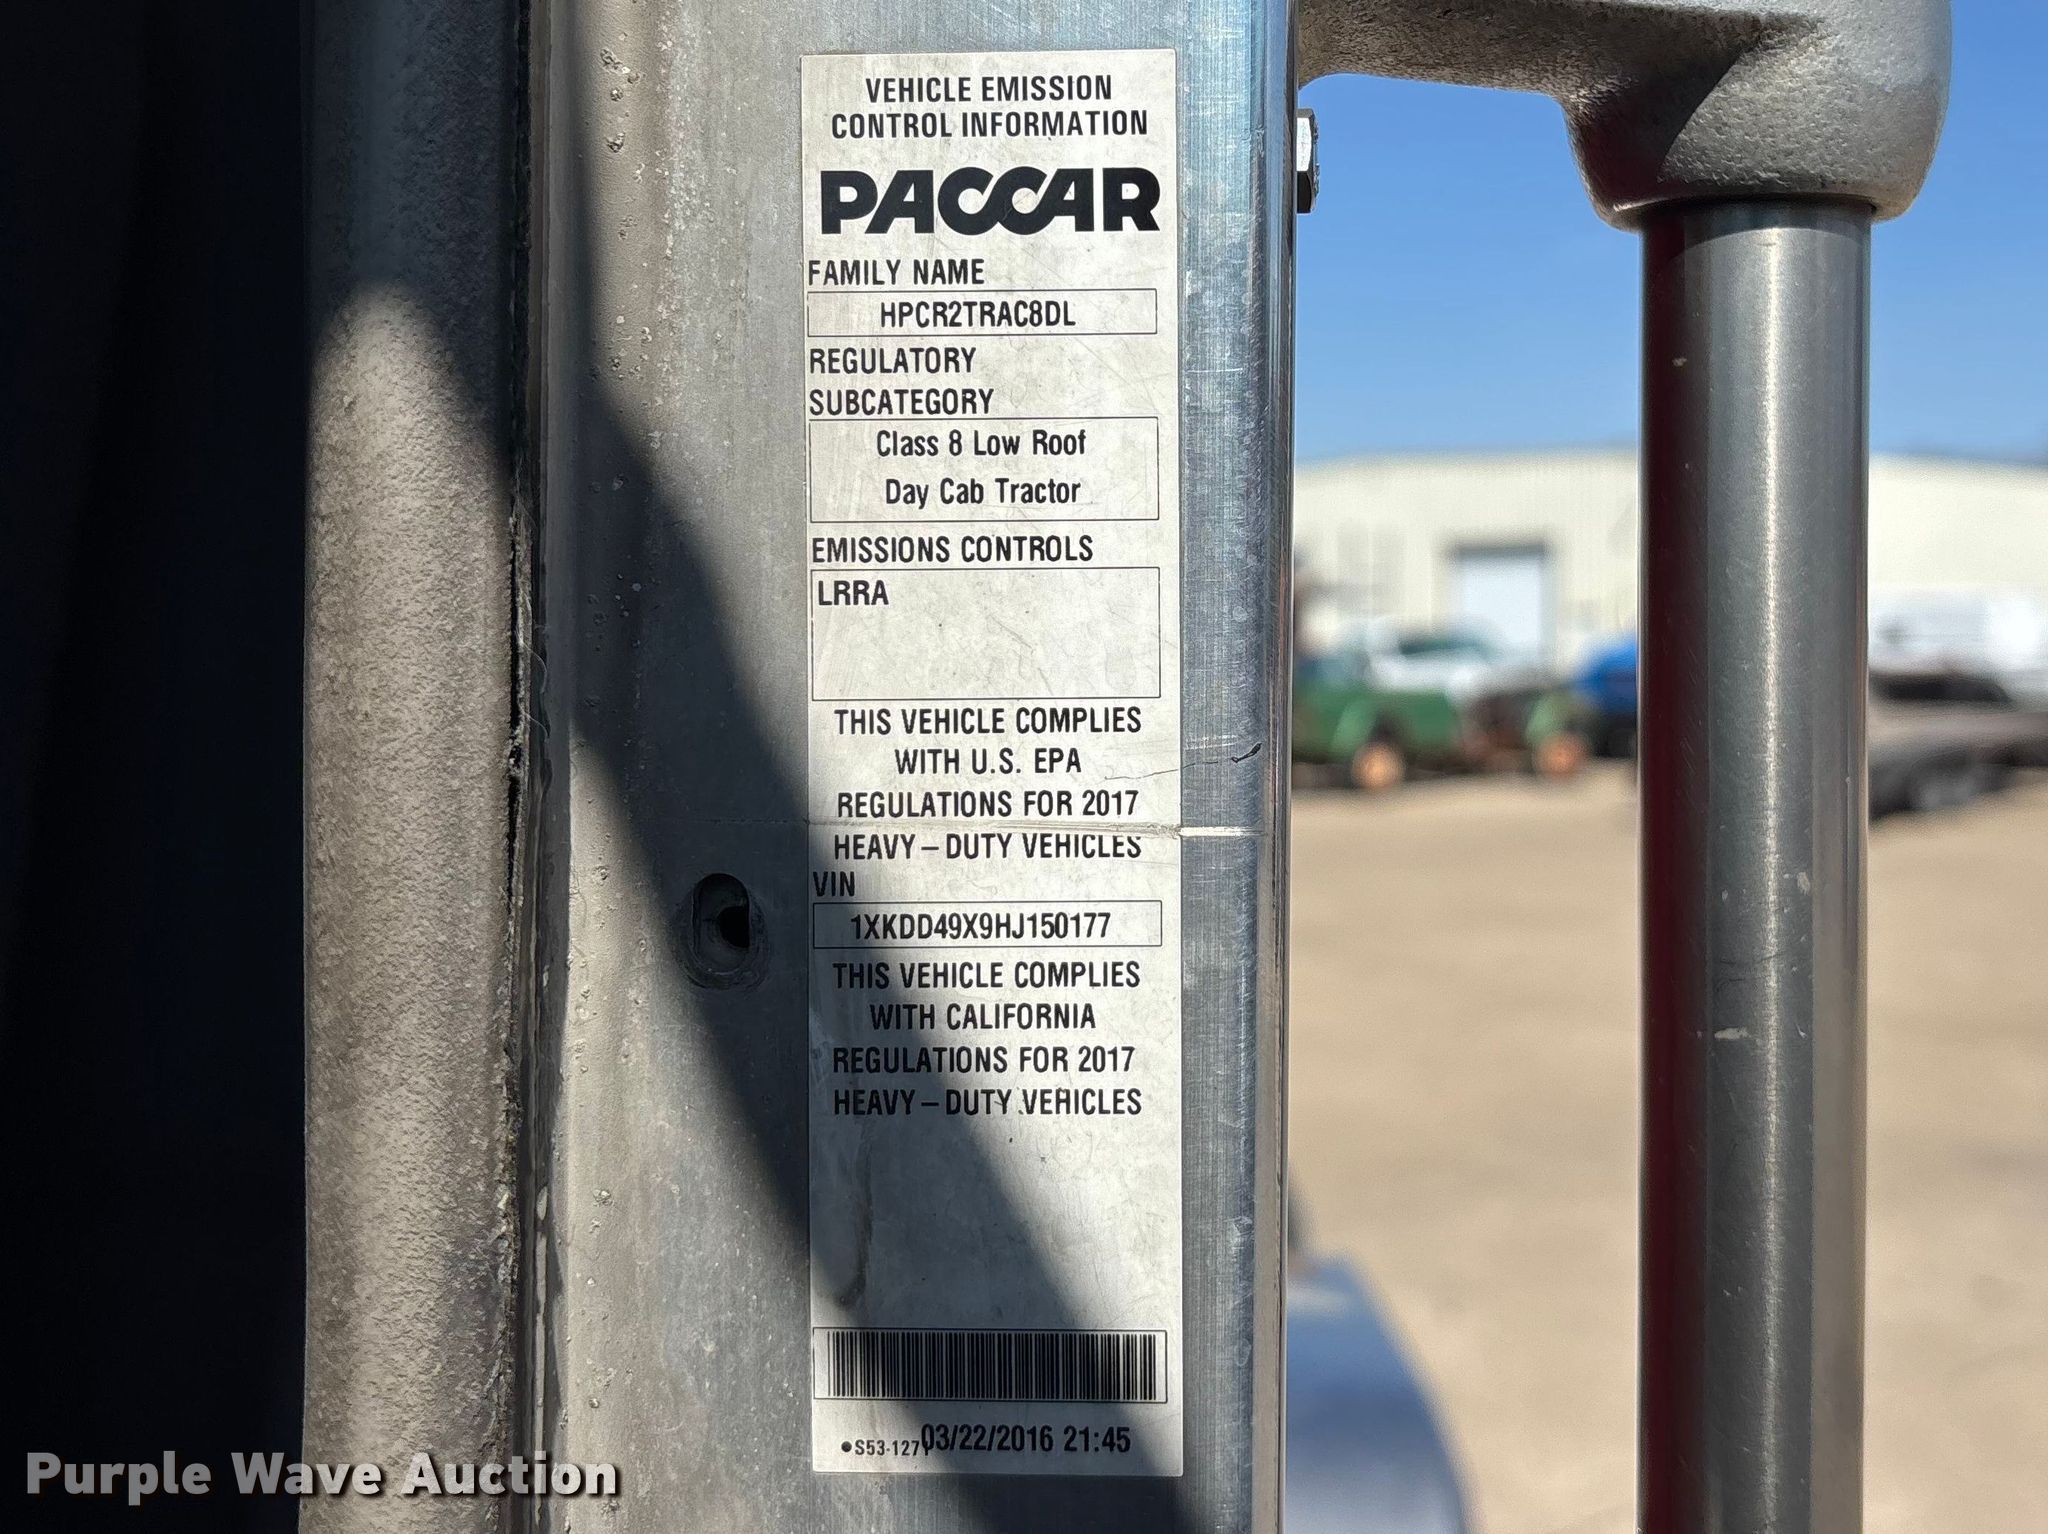 VEHICLE EMISSION
CONTROL INFORMATION
PACCAR
FAMILY NAME
HPCR2TRAC8DL
REGULATORY
SUBCATEGORY
Class 8 Low Roof
Day Cab Tractor
EMISSIONS CONTROLS
LRRA
THIS VEHICLE COMPLIES
WITH U.S. EPA
REGULATIONS FOR 2017
HEAVY – DUTY VEHICLES
VIN
1XKDD49X9HJ150177
THIS VEHICLE COMPLIES
WITH CALIFORNIA
REGULATIONS FOR 2017
HEAVY – DUTY VEHICLES
03/22/2016 21:45
Purple Wave Auction